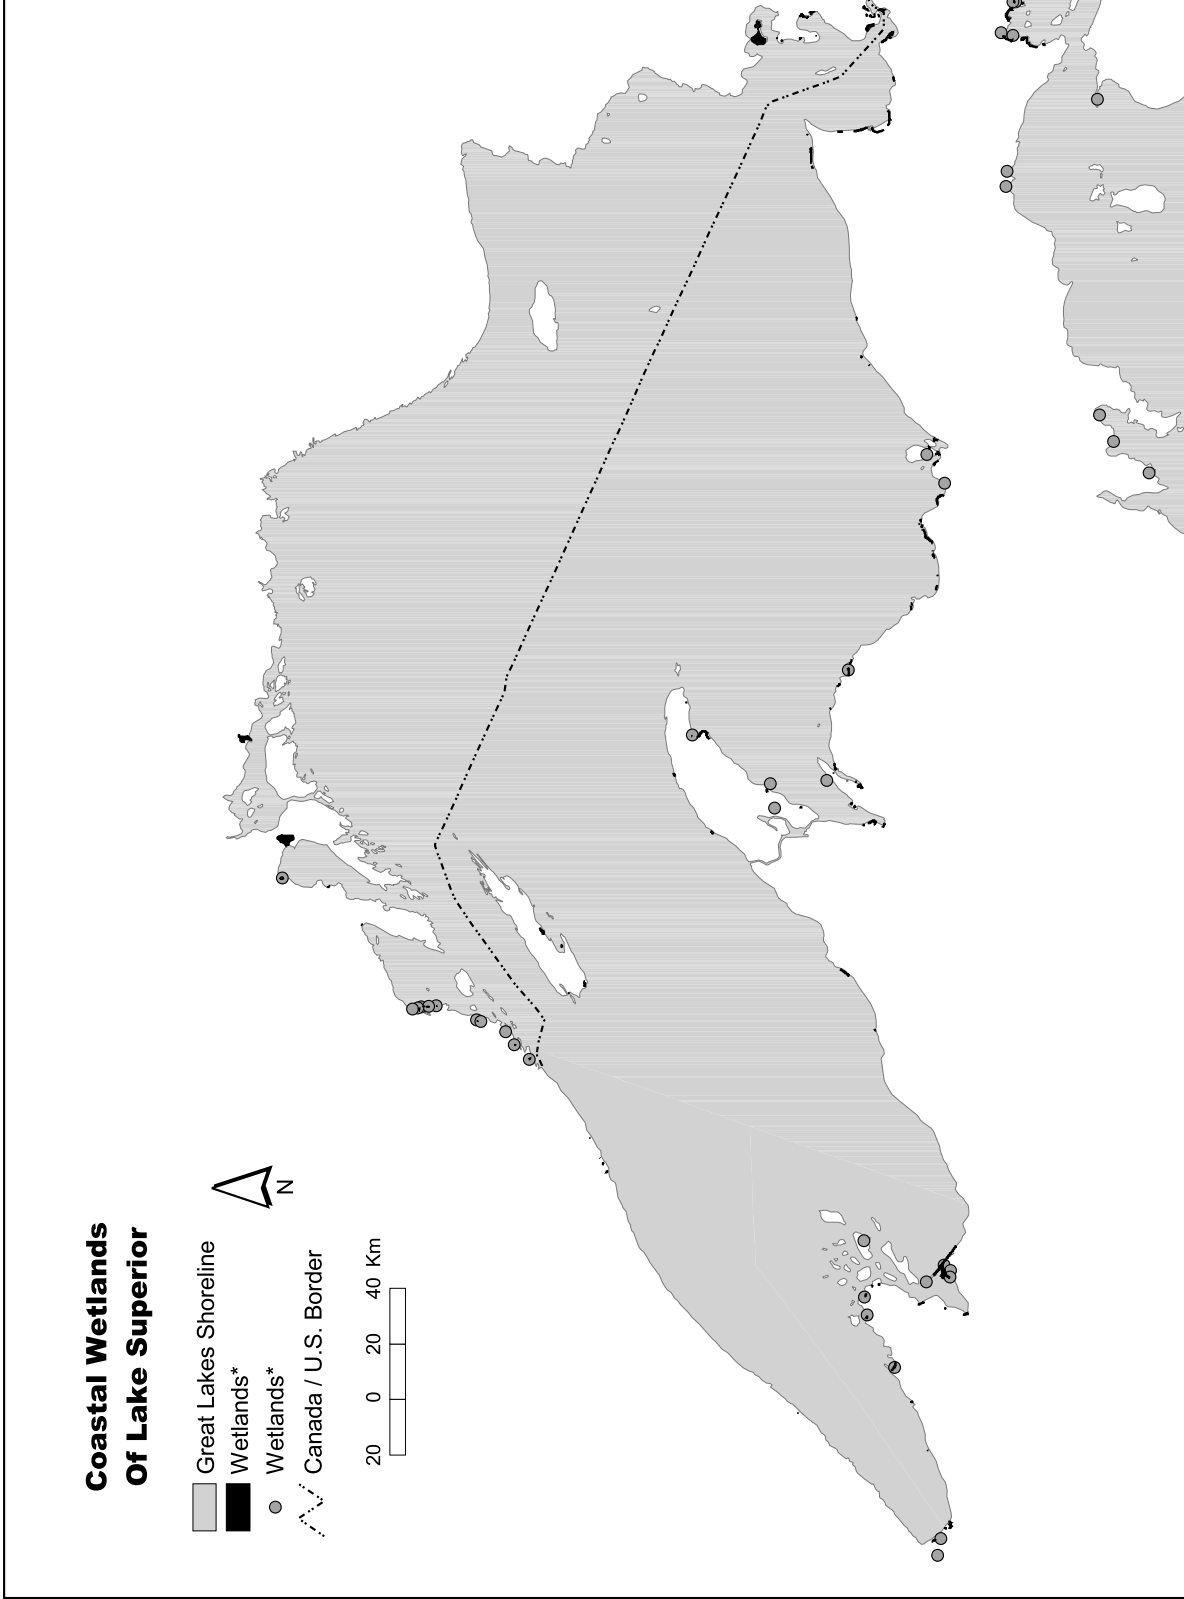 Coastal Wetlands
Of Lake Superior
Great Lakes Shoreline
Wetlands*
Wetlands*
Canada / U.S. Border
20 0 20 40 Km
N